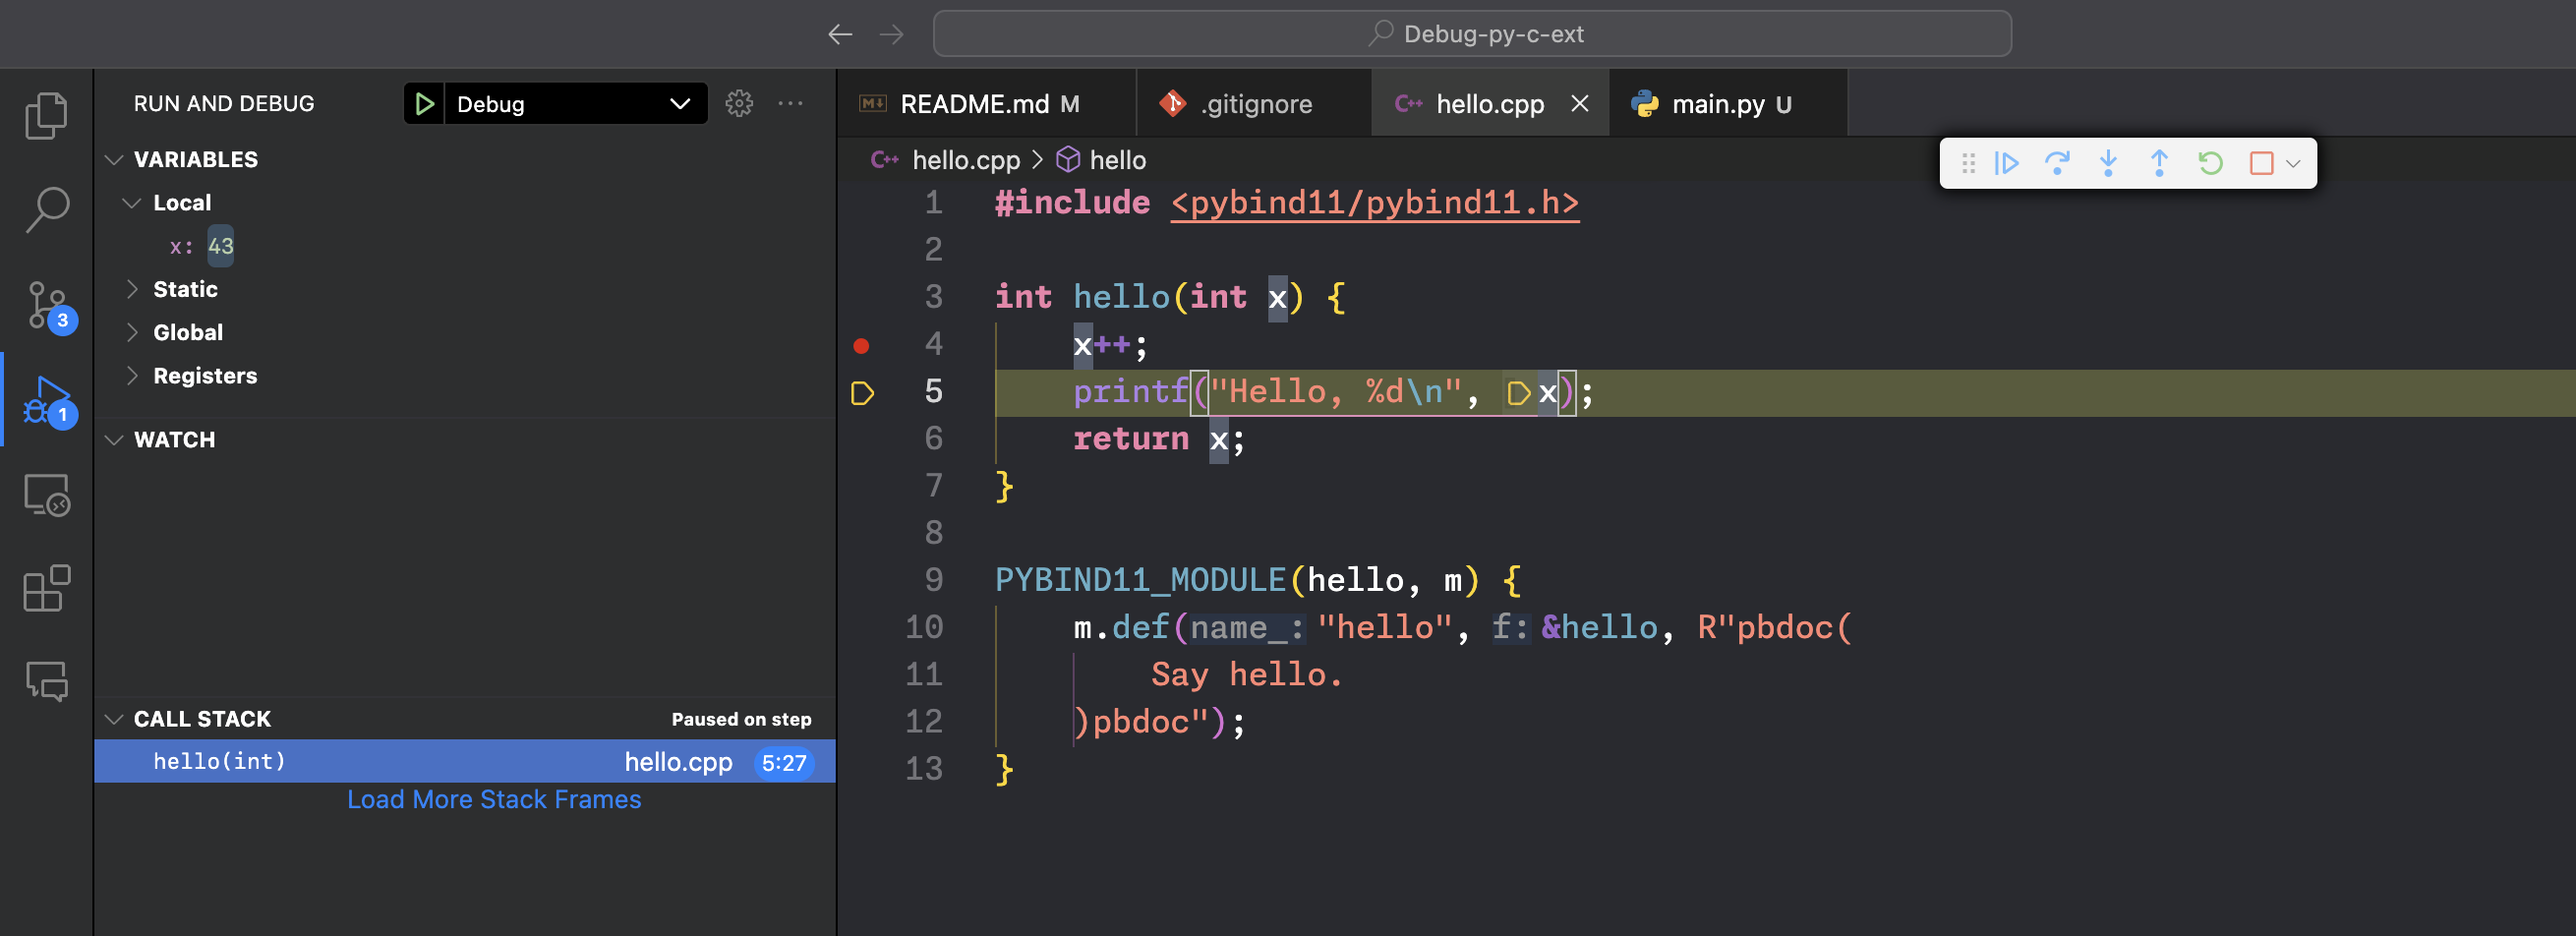 Debug-py-c-ext
RUN AND DEBUG
Debug
README.md M
.gitignore
C++ hello.cpp
main.py U
VARIABLES
Local
x: 43
Static
Global
Registers
3
1
WATCH
CALL STACK
Paused on step
hello(int)
hello.cpp
5:27
Load More Stack Frames
C++ hello.cpp > hello
1 #include <pybind11/pybind11.h>
2
3 int hello(int x) {
4     x++;
5     printf("Hello, %d\n", x);
6     return x;
7 }
8
9 PYBIND11_MODULE(hello, m) {
10     m.def(name_: "hello", f: &hello, R"pbdoc(
11         Say hello.
12     )pbdoc");
13 }